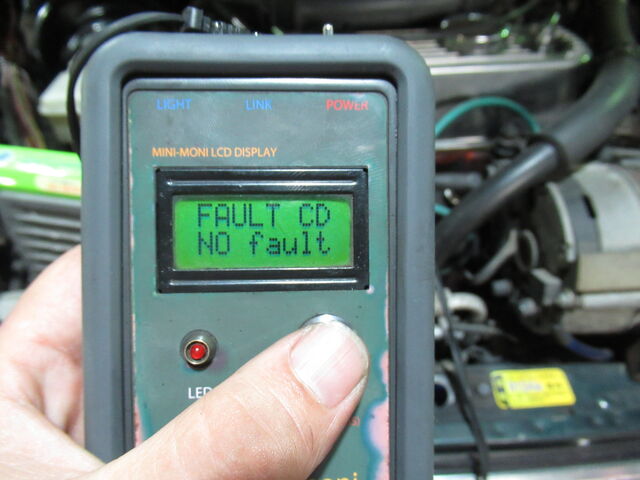 LIGHT LINK POWER
MINI-MONI LCD DISPLAY
FAULT CD
NO fault
LED